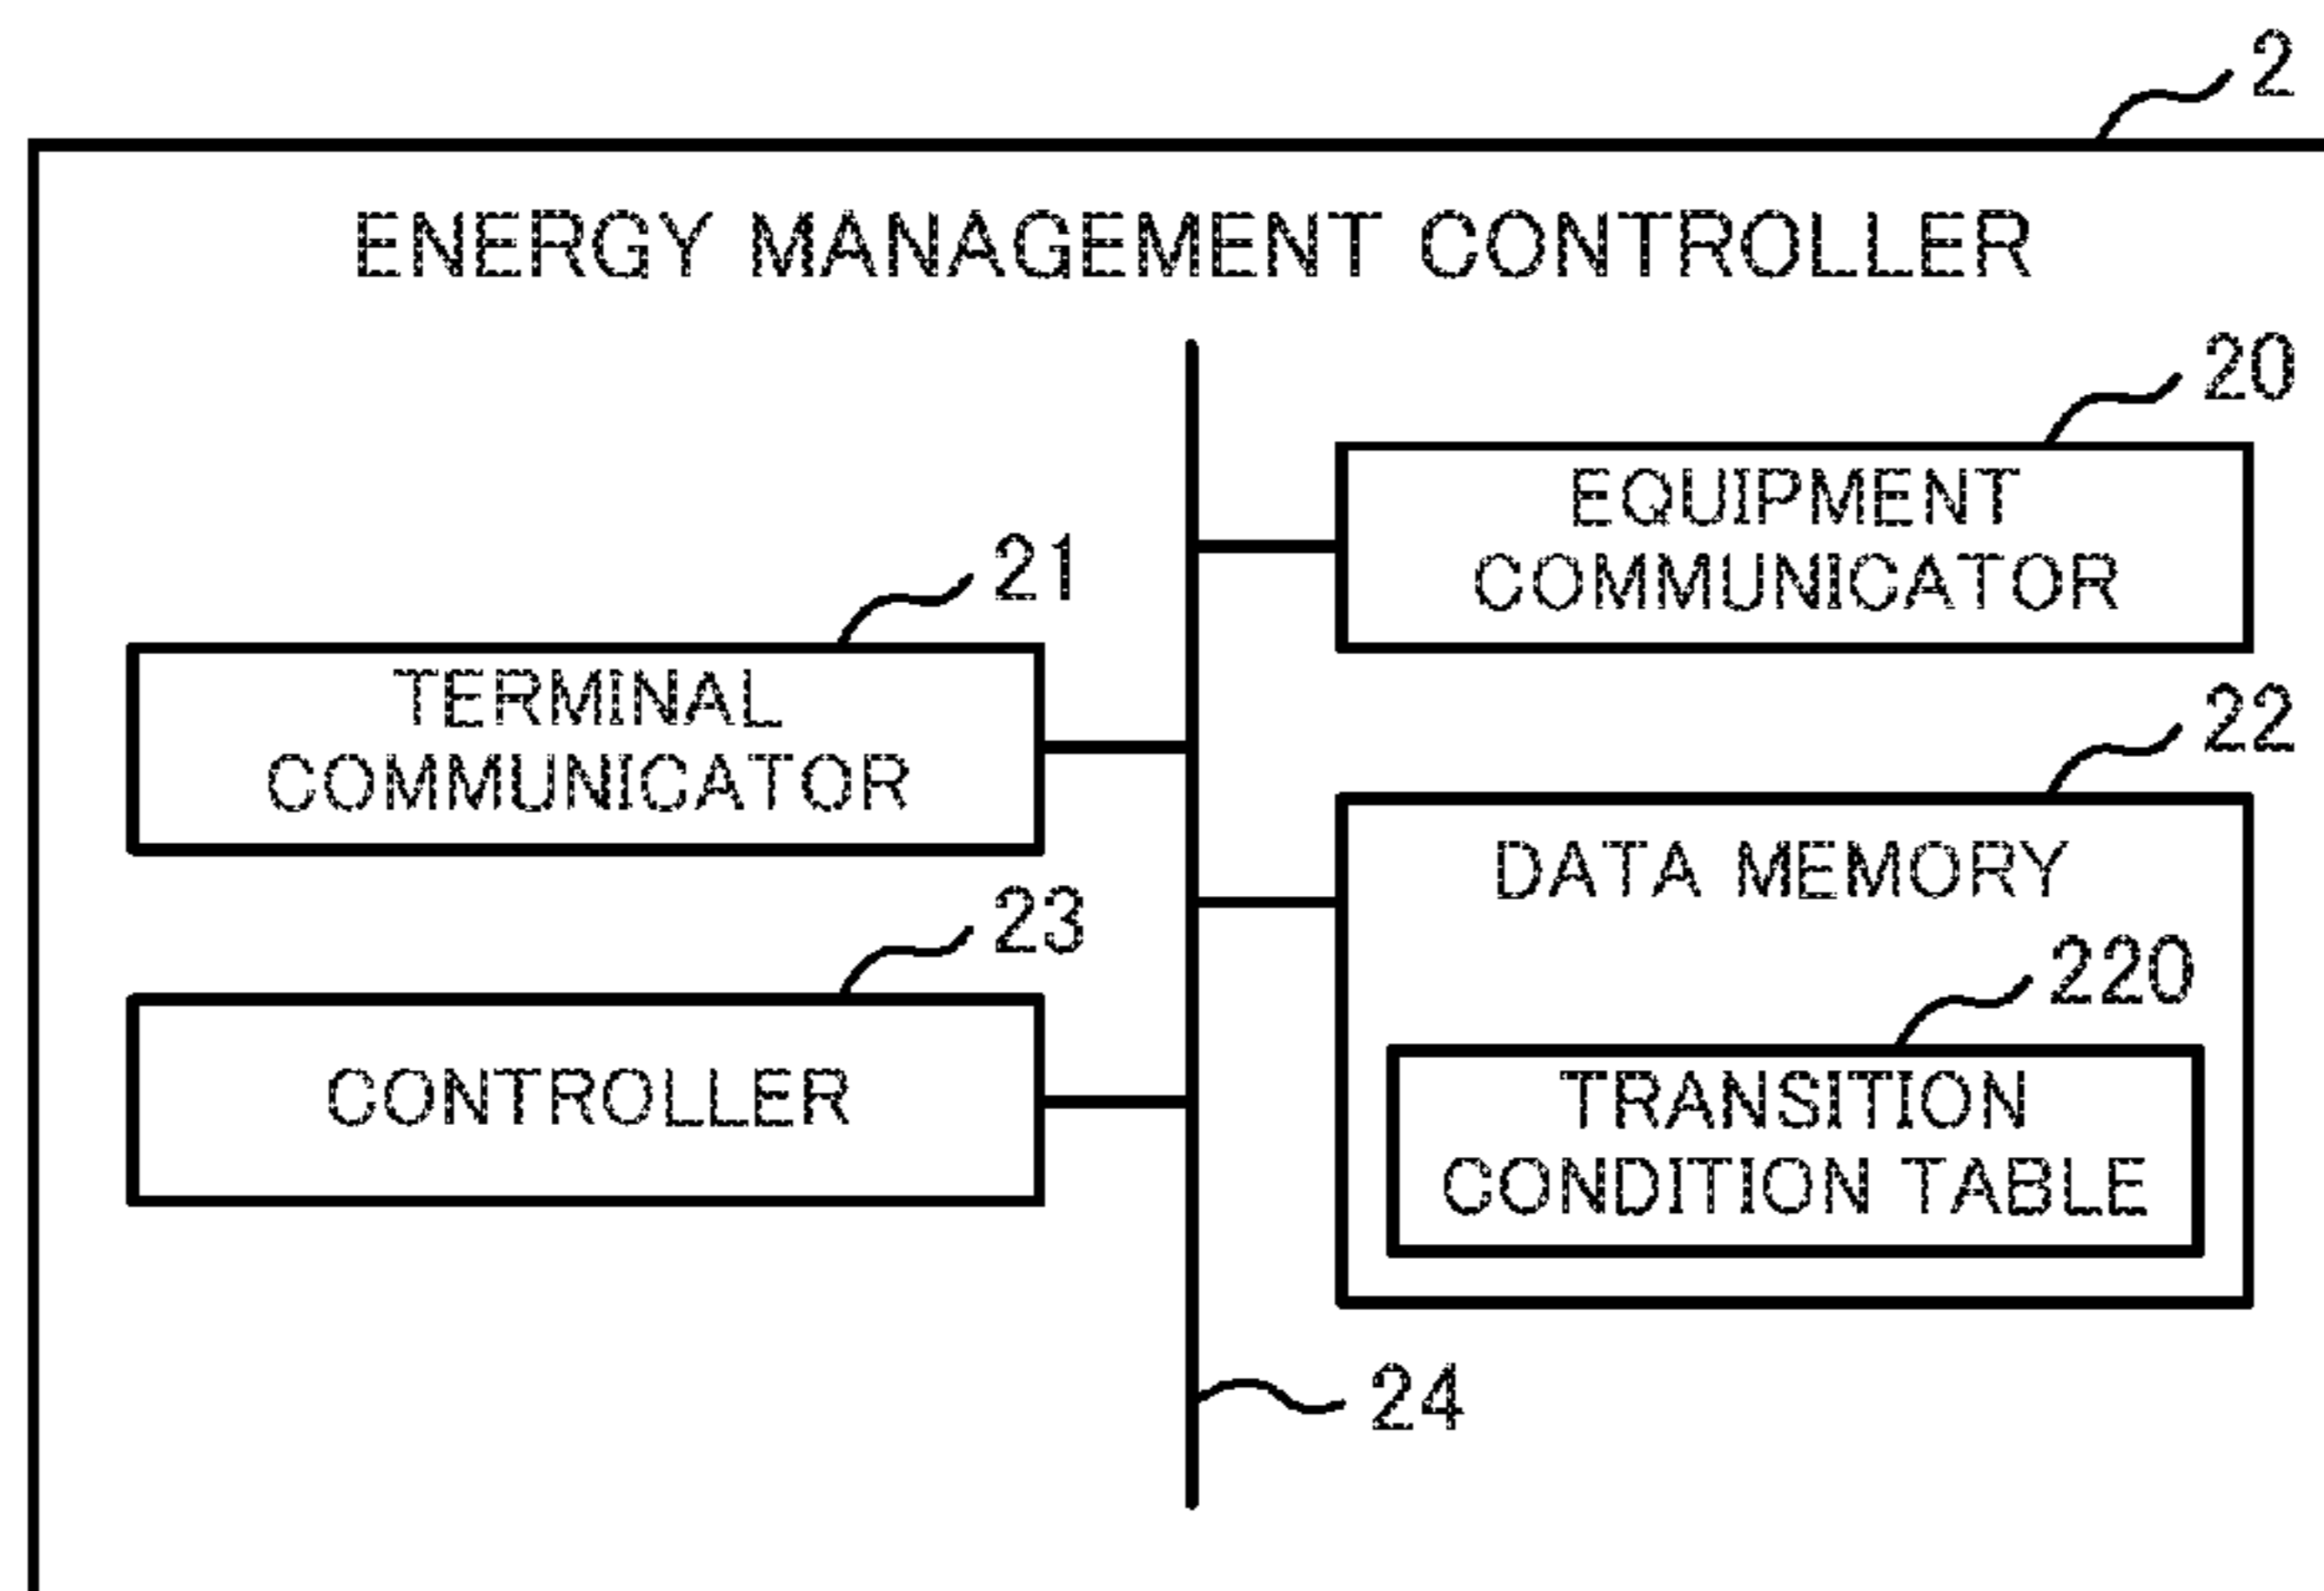 2
ENERGY MANAGEMENT CONTROLLER
20
EQUIPMENT
COMMUNICATOR
21
TERMINAL
COMMUNICATOR
22
DATA MEMORY
23
CONTROLLER
220
TRANSITION
CONDITION TABLE
24